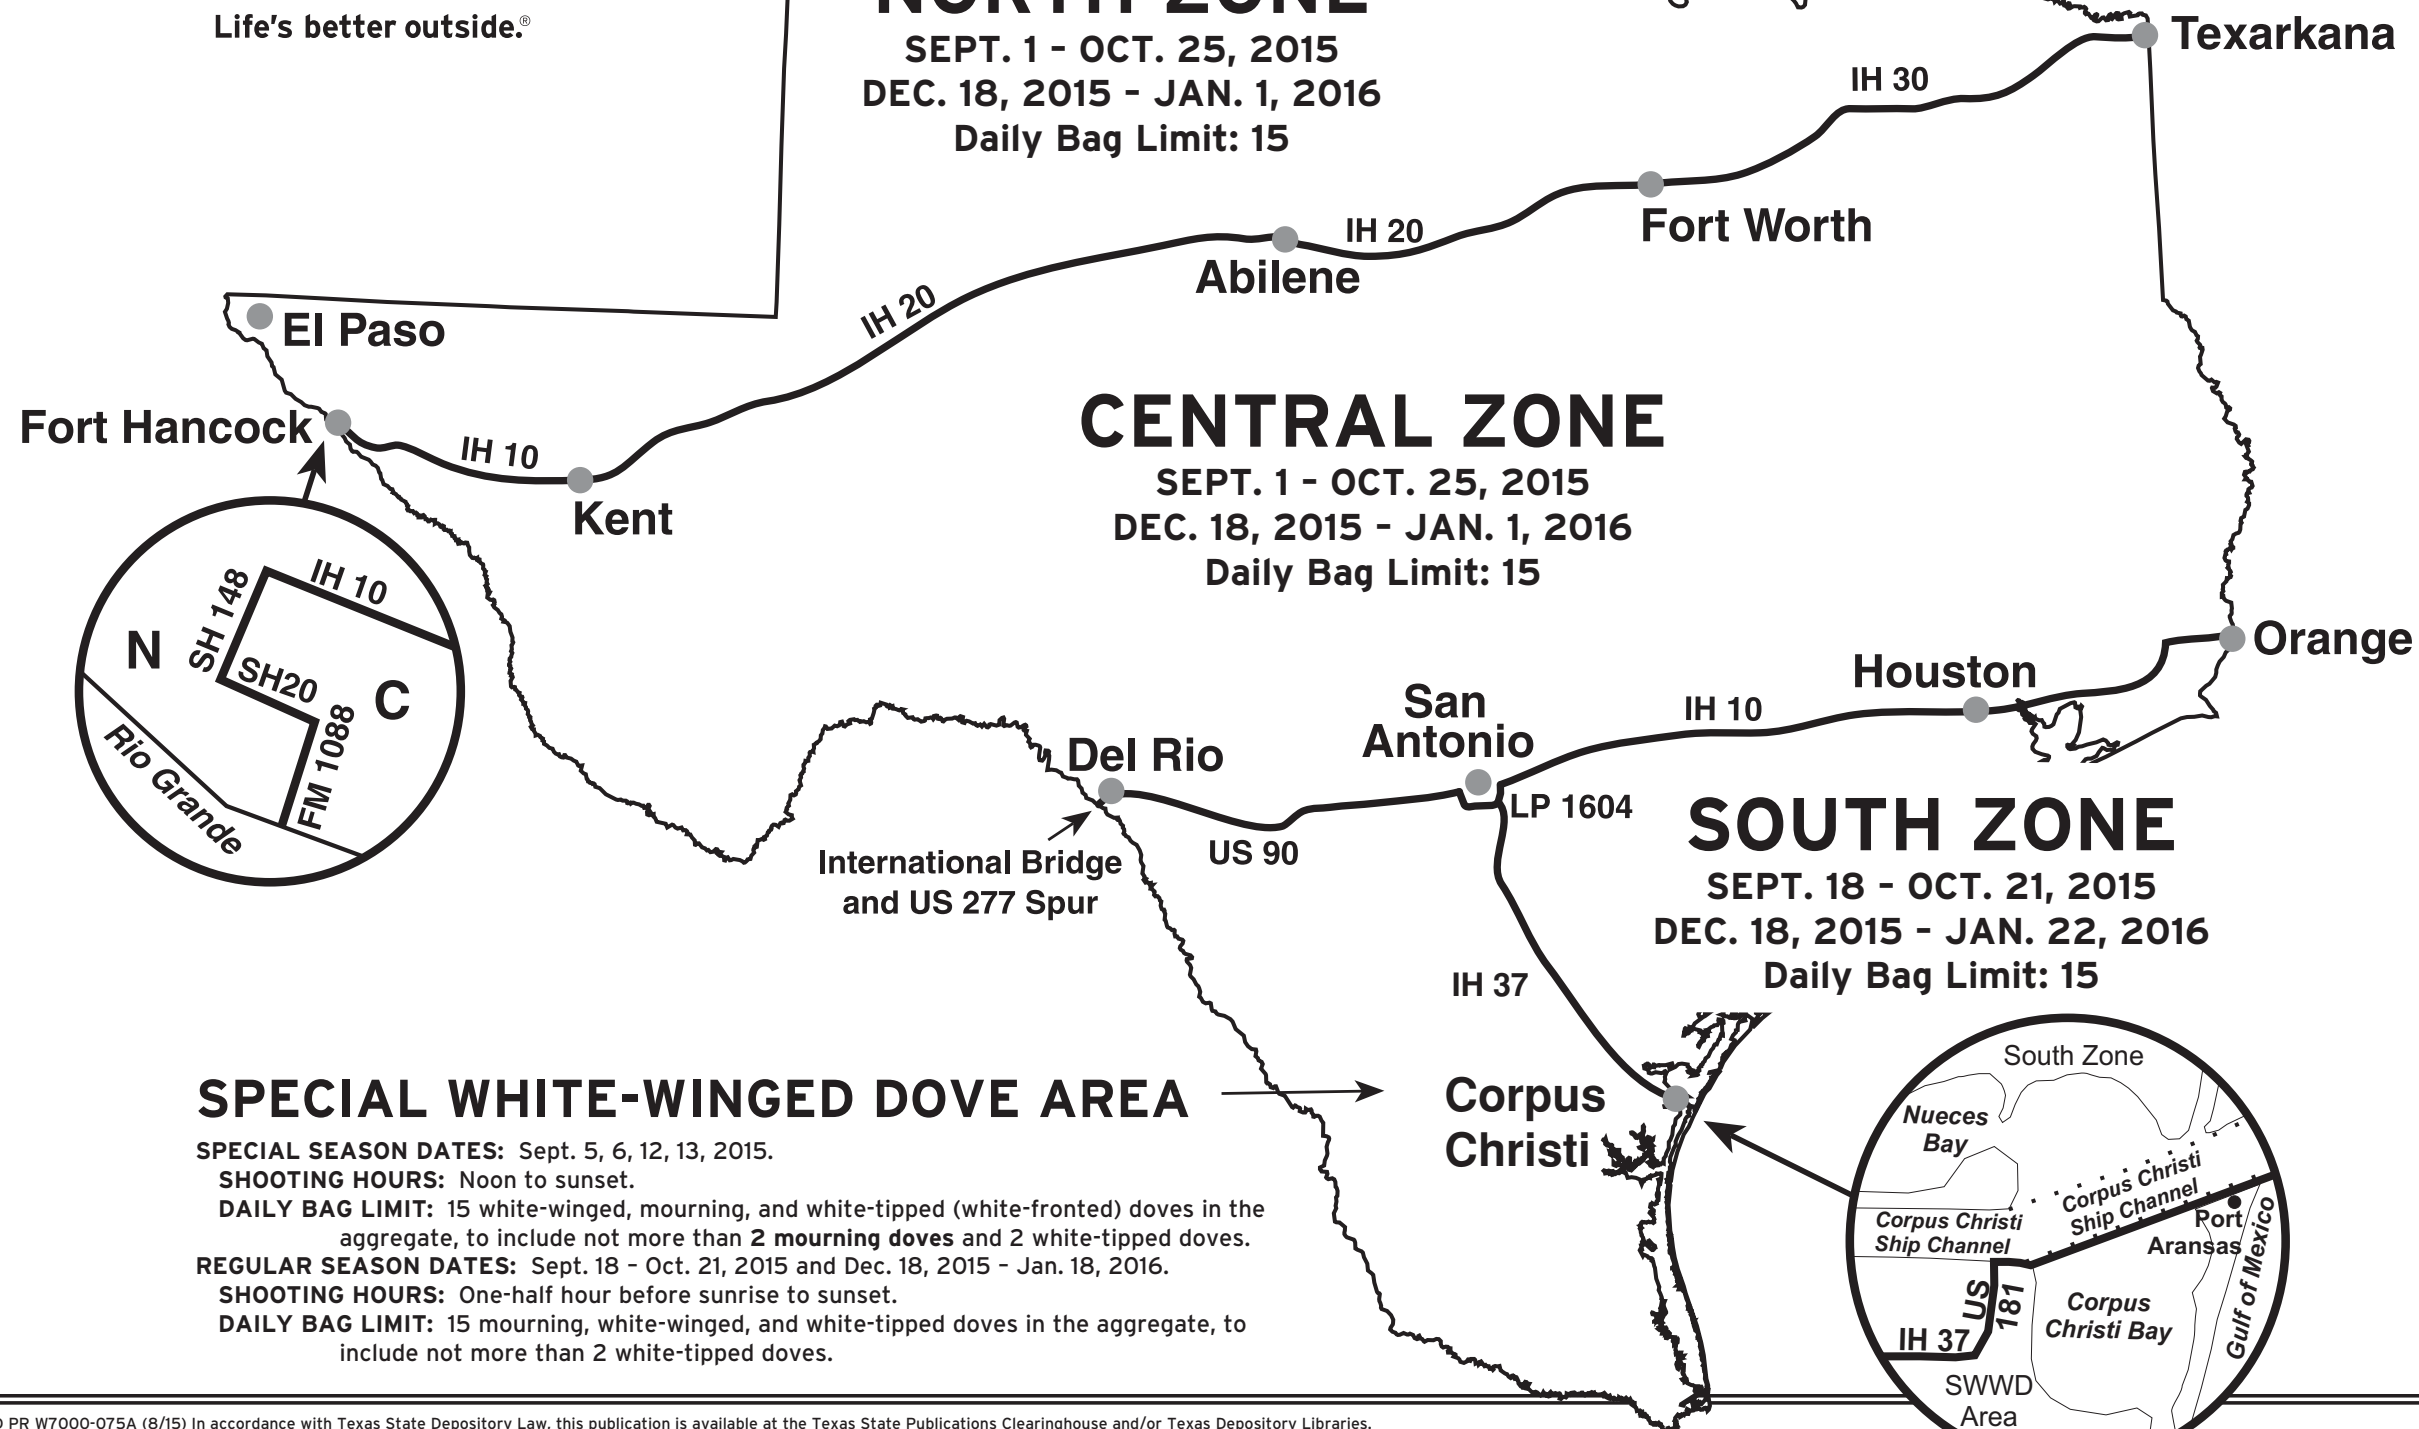 Life's better outside.®
NORTH ZONE
SEPT. 1 – OCT. 25, 2015
DEC. 18, 2015 – JAN. 1, 2016
Daily Bag Limit: 15
Texarkana
IH 30
Fort Worth
IH 20
Abilene
IH 20
El Paso
Fort Hancock
IH 10
Kent
CENTRAL ZONE
SEPT. 1 – OCT. 25, 2015
DEC. 18, 2015 – JAN. 1, 2016
Daily Bag Limit: 15
IH 10
SH 148
N
SH20
C
FM 1088
Rio Grande
Orange
Houston
IH 10
San
Antonio
LP 1604
Del Rio
US 90
International Bridge
and US 277 Spur
SOUTH ZONE
SEPT. 18 – OCT. 21, 2015
DEC. 18, 2015 – JAN. 22, 2016
Daily Bag Limit: 15
IH 37
Corpus
Christi
SPECIAL WHITE-WINGED DOVE AREA
SPECIAL SEASON DATES: Sept. 5, 6, 12, 13, 2015.
SHOOTING HOURS: Noon to sunset.
DAILY BAG LIMIT: 15 white-winged, mourning, and white-tipped (white-fronted) doves in the
aggregate, to include not more than 2 mourning doves and 2 white-tipped doves.
REGULAR SEASON DATES: Sept. 18 – Oct. 21, 2015 and Dec. 18, 2015 – Jan. 18, 2016.
SHOOTING HOURS: One-half hour before sunrise to sunset.
DAILY BAG LIMIT: 15 mourning, white-winged, and white-tipped doves in the aggregate, to
include not more than 2 white-tipped doves.
South Zone
Nueces
Bay
Corpus Christi
Ship Channel
Corpus Christi
Ship Channel
Port
Aransas
Gulf of Mexico
US
181
Corpus
Christi Bay
IH 37
SWWD
Area
PR W7000-075A (8/15) In accordance with Texas State Depository Law, this publication is available at the Texas State Publications Clearinghouse and/or Texas Depository Libraries.